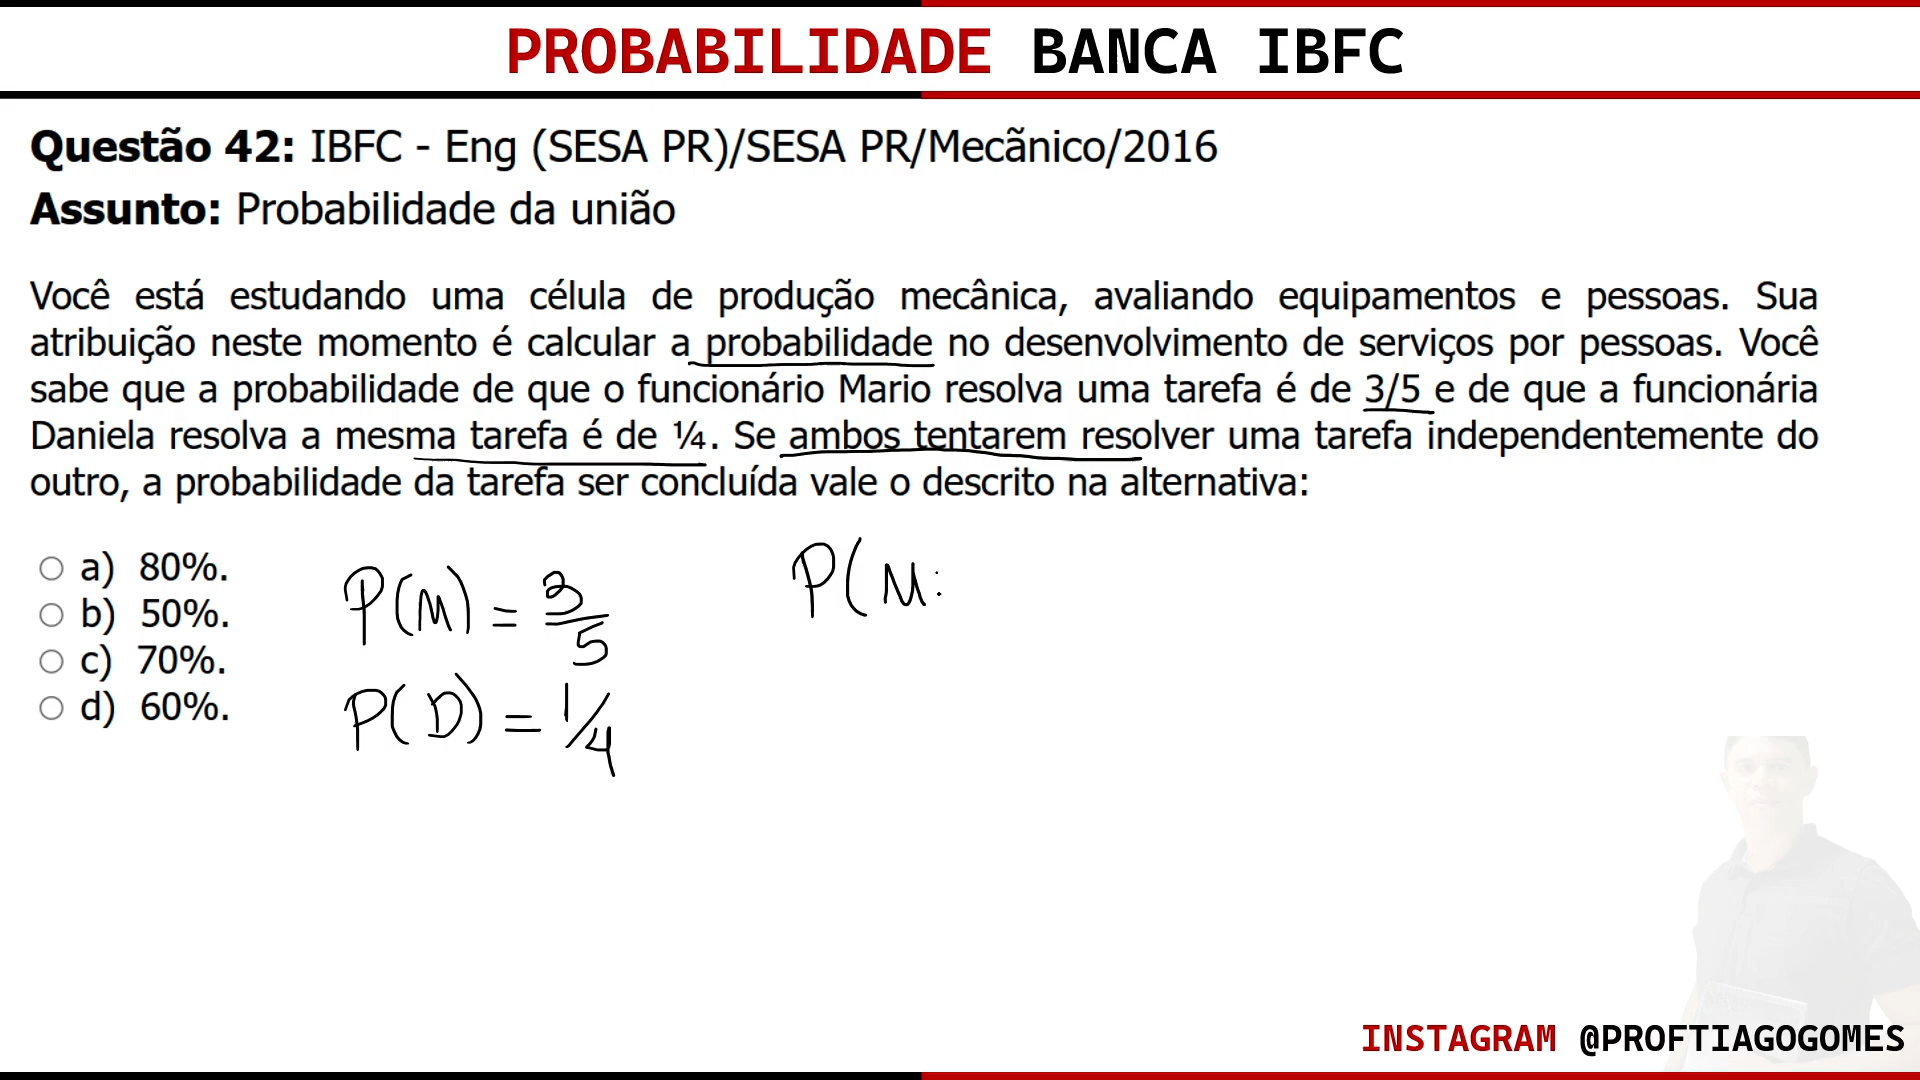 PROBABILIDADE BANCA IBFC
Questão 42: IBFC - Eng (SESA PR)/SESA PR/Mecãnico/2016
Assunto: Probabilidade da união
Você está estudando uma célula de produção mecânica, avaliando equipamentos e pessoas. Sua
atribuição neste momento é calcular a probabilidade no desenvolvimento de serviços por pessoas. Você
sabe que a probabilidade de que o funcionário Mario resolva uma tarefa é de 3/5 e de que a funcionária
Daniela resolva a mesma tarefa é de ¼. Se ambos tentarem resolver uma tarefa independentemente do
outro, a probabilidade da tarefa ser concluída vale o descrito na alternativa:
a) 80%.
b) 50%.
c) 70%.
d) 60%.
P(M) = 3/5
P(D) = 1/4
P(M
INSTAGRAM @PROFTIAGOGOMES